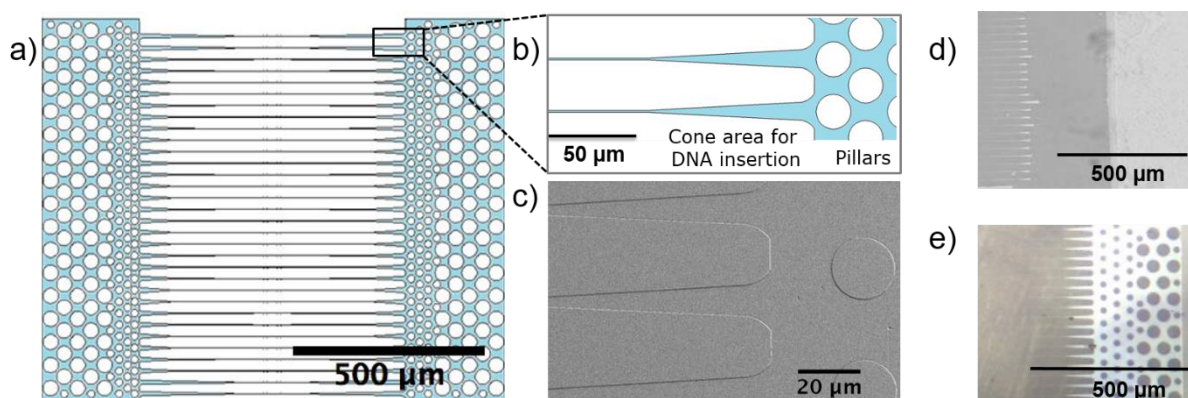 a)
500 µm
b)
50 µm
Cone area for
DNA insertion
Pillars
c)
20 µm
d)
500 µm
e)
500 µm